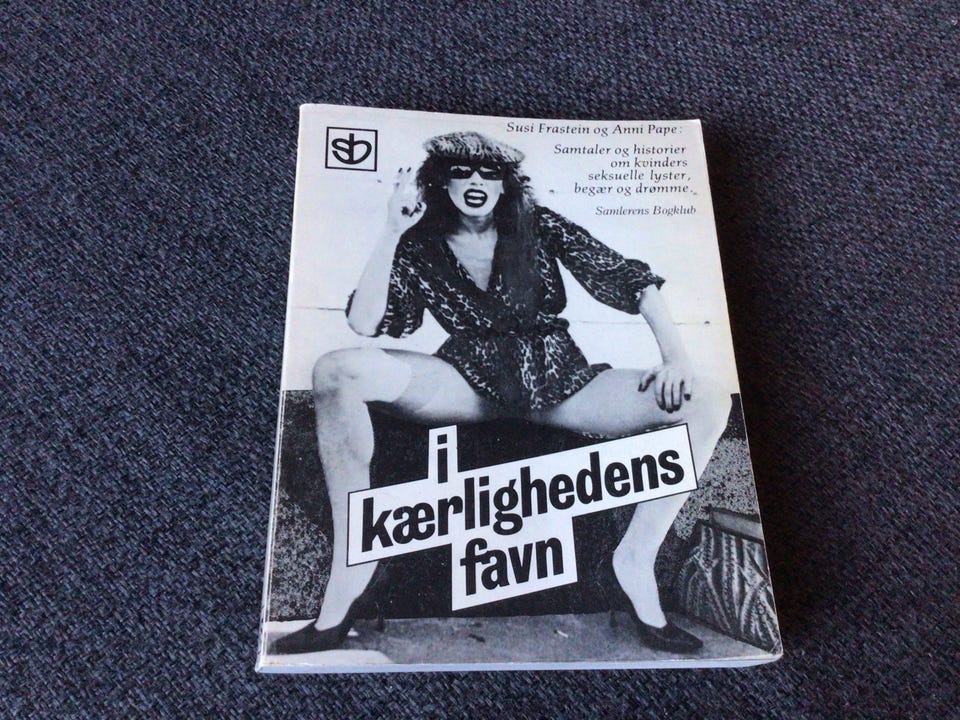 sb
Susi Frastein og Anni Pape:
Samtaler og historier
om kvinders
seksuelle lyster,
begær og drømme.
Samlerens Bogklub
i
kærlighedens
favn